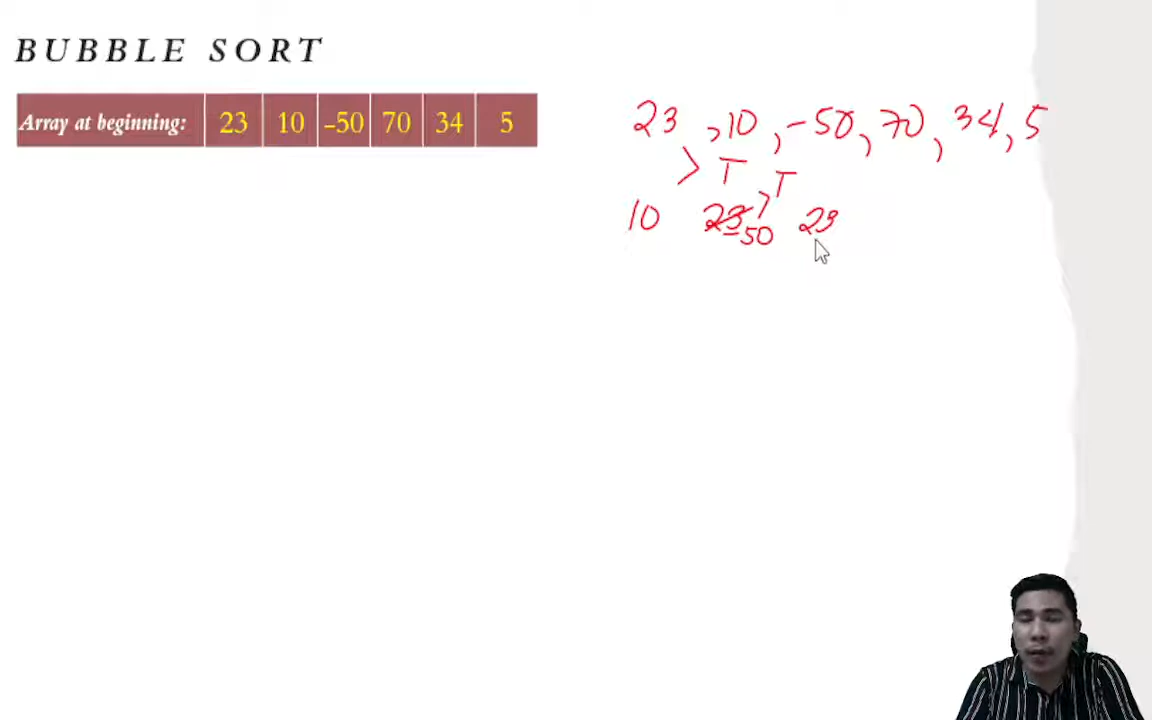 BUBBLE SORT
Array at beginning: 23 10 -50 70 34 5
23 , 10 , -50 , 70 , 34 , 5
> T > T
10 23 -50 23